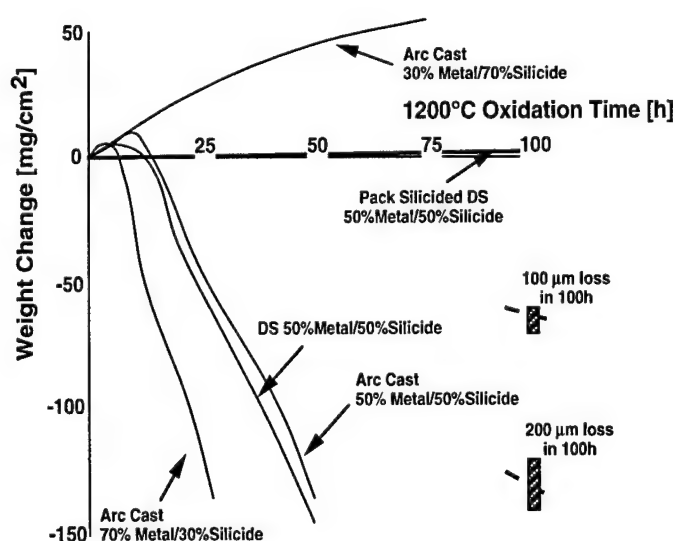 50
0
-50
-100
-150
Weight Change [mg/cm2]
Arc Cast
30% Metal/70%Silicide
1200°C Oxidation Time [h]
25
50
75
100
Pack Silicided DS
50%Metal/50%Silicide
100 μm loss
in 100h
DS 50%Metal/50%Silicide
Arc Cast
50% Metal/50%Silicide
200 μm loss
in 100h
Arc Cast
70% Metal/30%Silicide